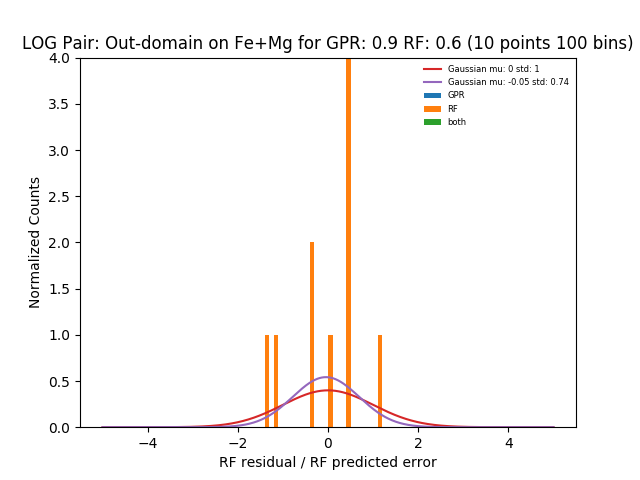 LOG Pair: Out-domain on Fe+Mg for GPR: 0.9 RF: 0.6 (10 points 100 bins)
Gaussian mu: 0 std: 1
Gaussian mu: -0.05 std: 0.74
GPR
RF
both
Normalized Counts
4.0
3.5
3.0
2.5
2.0
1.5
1.0
0.5
0.0
−4
−2
0
2
4
RF residual / RF predicted error